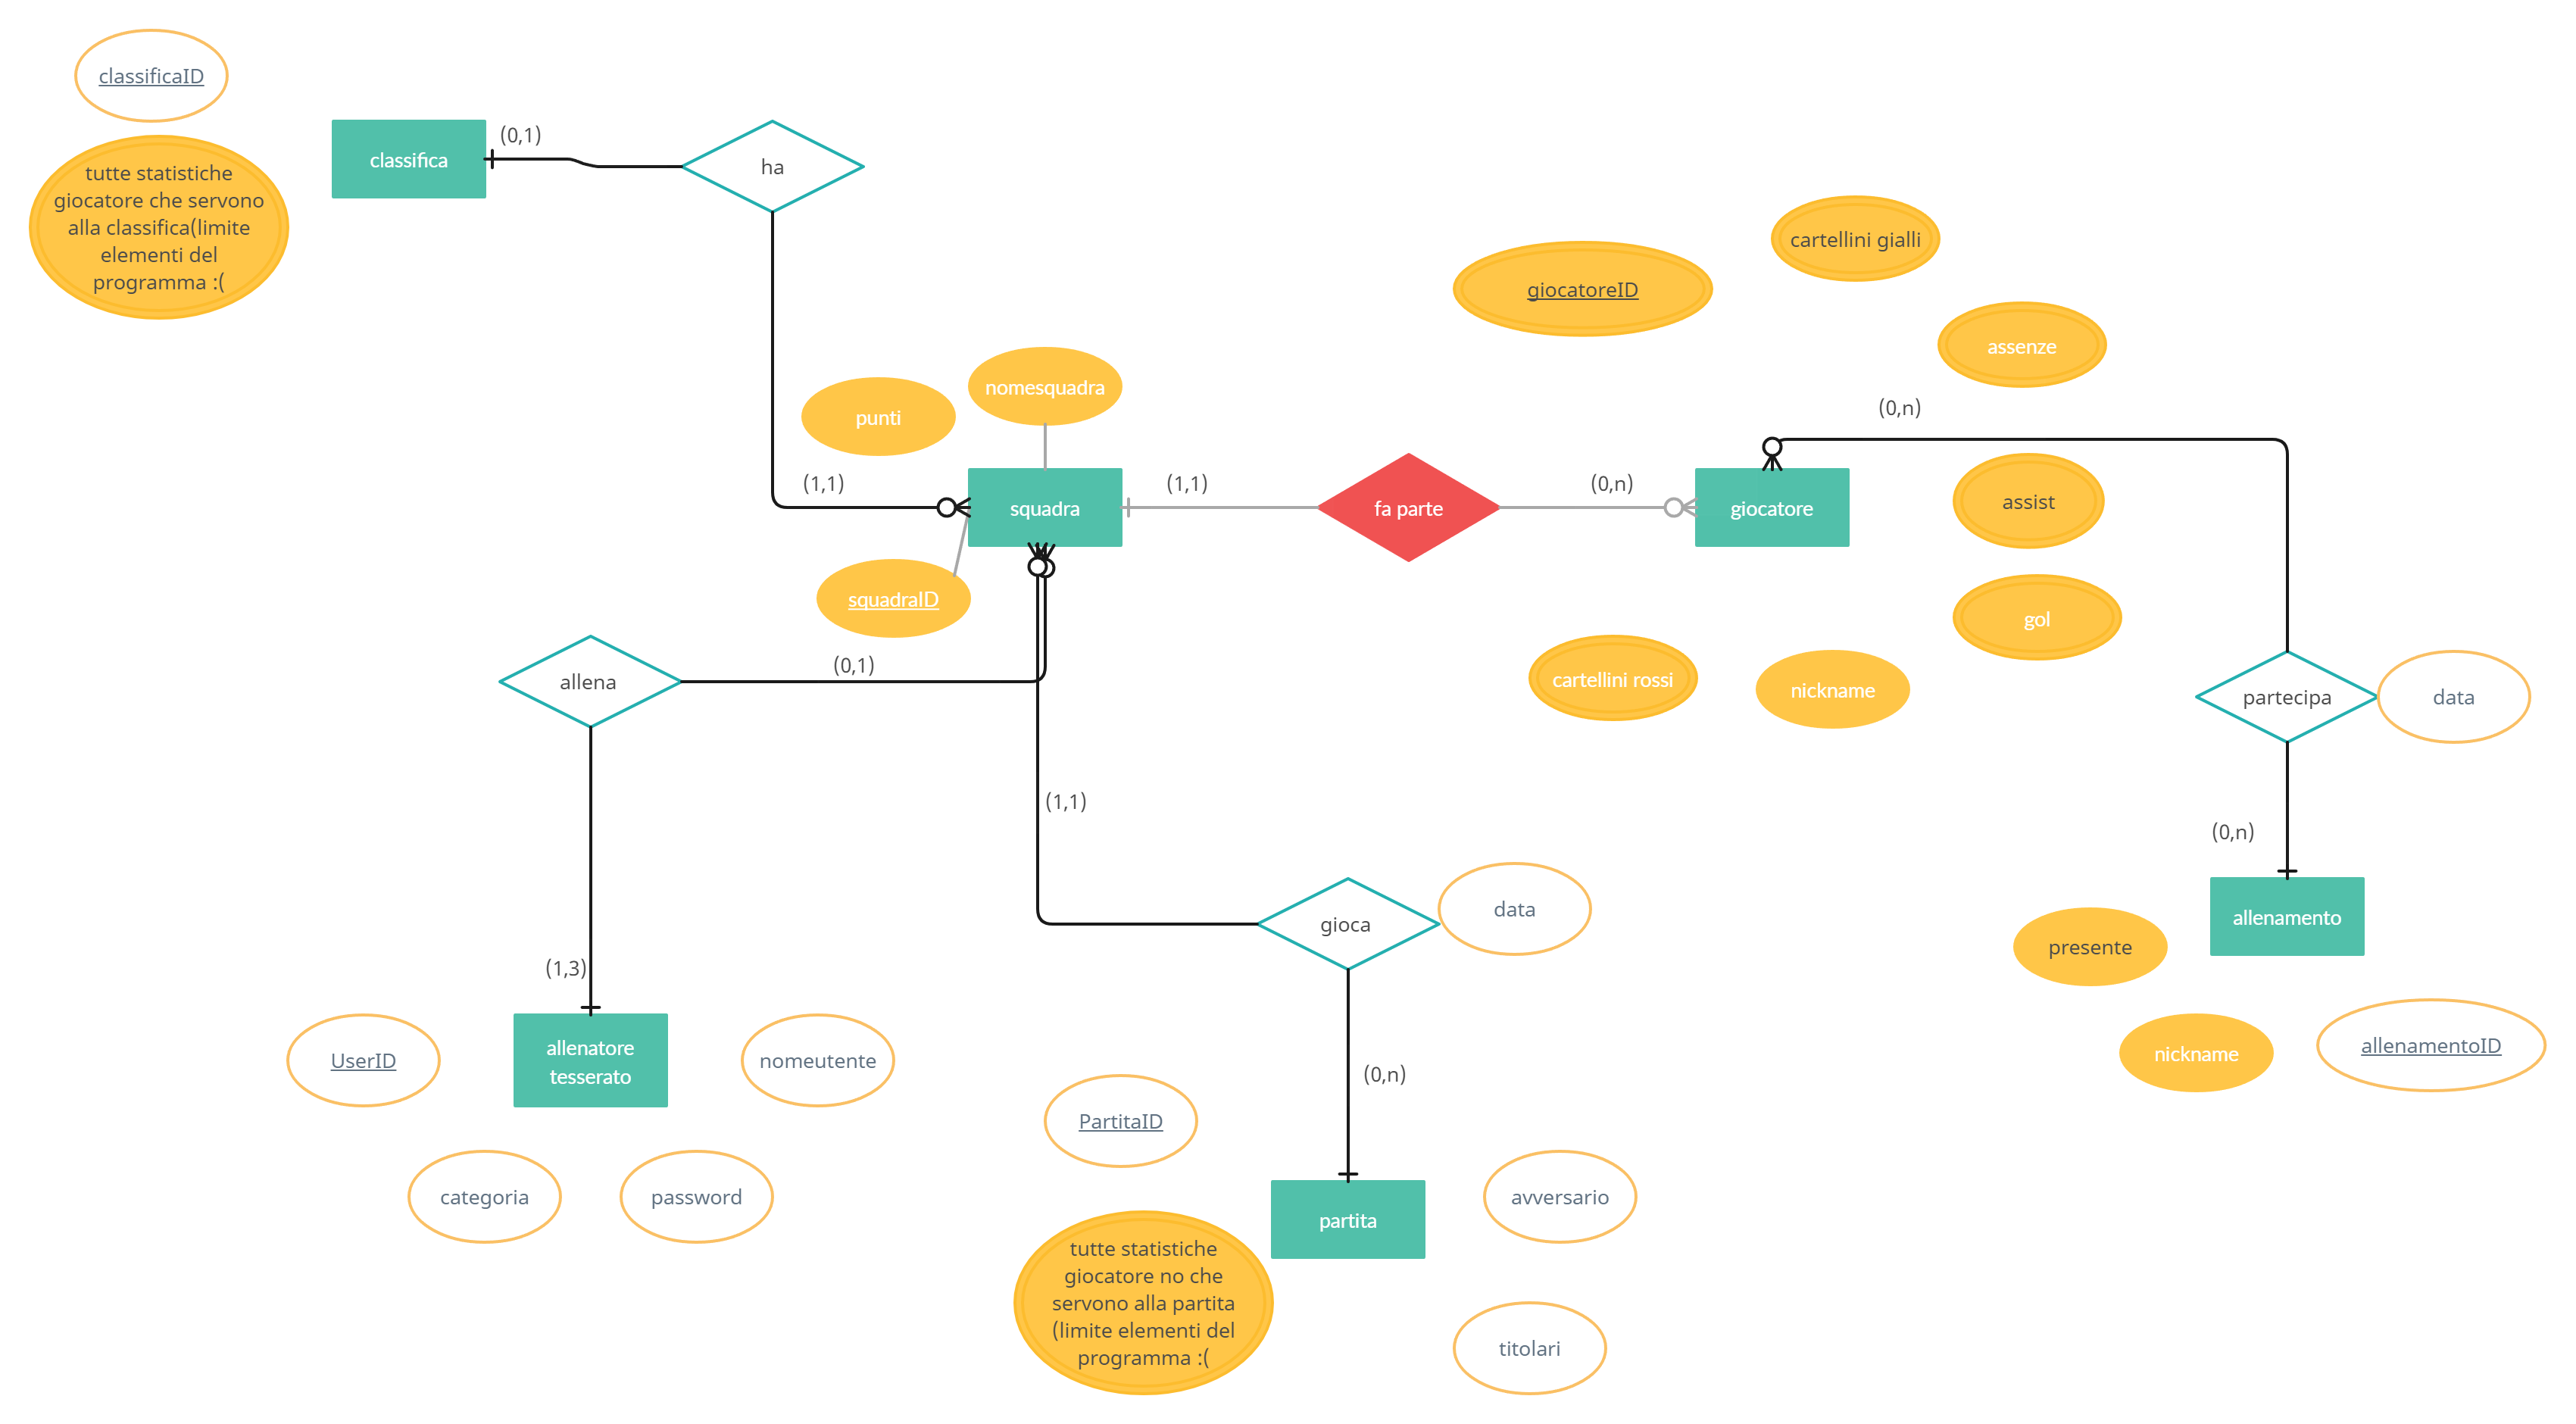 classificaID
classifica
(0,1)
ha
tutte statistiche
giocatore che servono
alla classifica(limite
elementi del
programma :(
cartellini gialli
giocatoreID
assenze
nomesquadra
punti
(0,n)
(1,1)
squadra
(1,1)
fa parte
(0,n)
giocatore
assist
squadraID
gol
allena
(0,1)
cartellini rossi
nickname
partecipa
data
(1,1)
(0,n)
gioca
data
allenamento
presente
(1,3)
nickname
allenamentoID
UserID
allenatore
tesserato
nomeutente
(0,n)
PartitaID
categoria
password
partita
avversario
tutte statistiche
giocatore no che
servono alla partita
(limite elementi del
programma :(
titolari